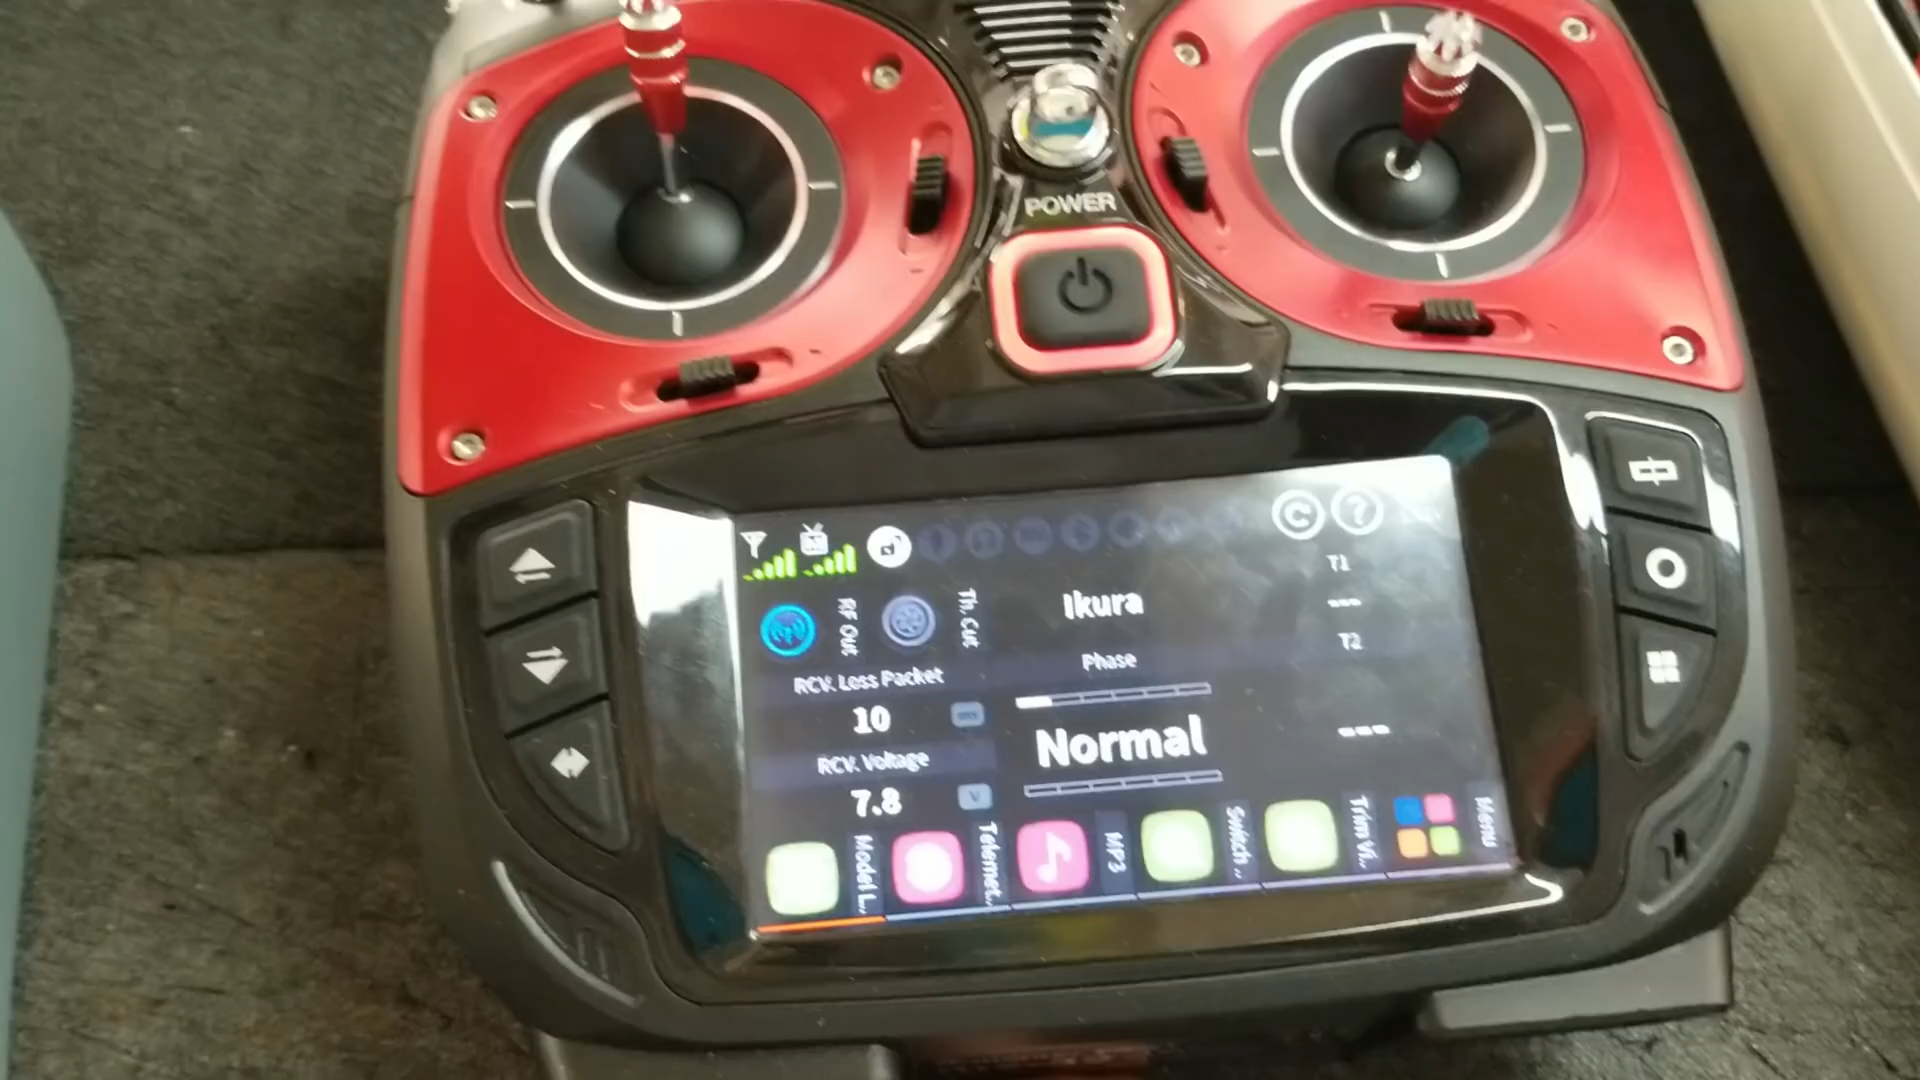 POWER
RF Out
Th. Cut
Ikura
T1
---
T2
---
RCV. Loss Packet
10
Phase
RCV. Voltage
7.8
V
Normal
Model L..
Telemet..
MP3
Switch ..
Trim Vi..
Menu